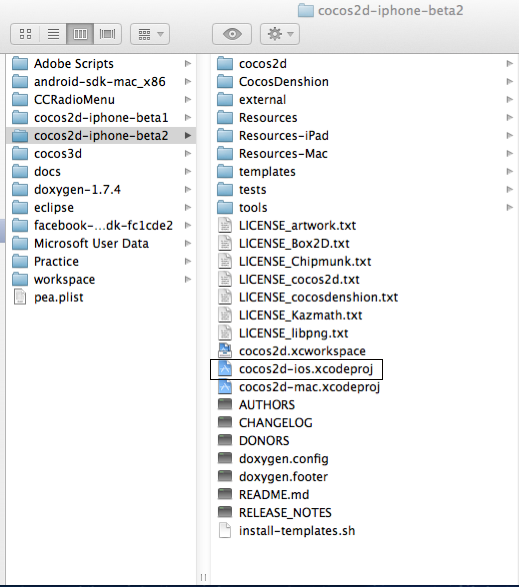 cocos2d-iphone-beta2
Adobe Scripts
android-sdk-mac_x86
CCRadioMenu
cocos2d-iphone-beta1
cocos2d-iphone-beta2
cocos3d
docs
doxygen-1.7.4
eclipse
facebook-...dk-fc1cde2
Microsoft User Data
Practice
workspace
pea.plist
cocos2d
CocosDenshion
external
Resources
Resources-iPad
Resources-Mac
templates
tests
tools
LICENSE_artwork.txt
LICENSE_Box2D.txt
LICENSE_Chipmunk.txt
LICENSE_cocos2d.txt
LICENSE_cocosdenshion.txt
LICENSE_Kazmath.txt
LICENSE_libpng.txt
cocos2d.xcworkspace
cocos2d-ios.xcodeproj
cocos2d-mac.xcodeproj
AUTHORS
CHANGELOG
DONORS
doxygen.config
doxygen.footer
README.md
RELEASE_NOTES
install-templates.sh